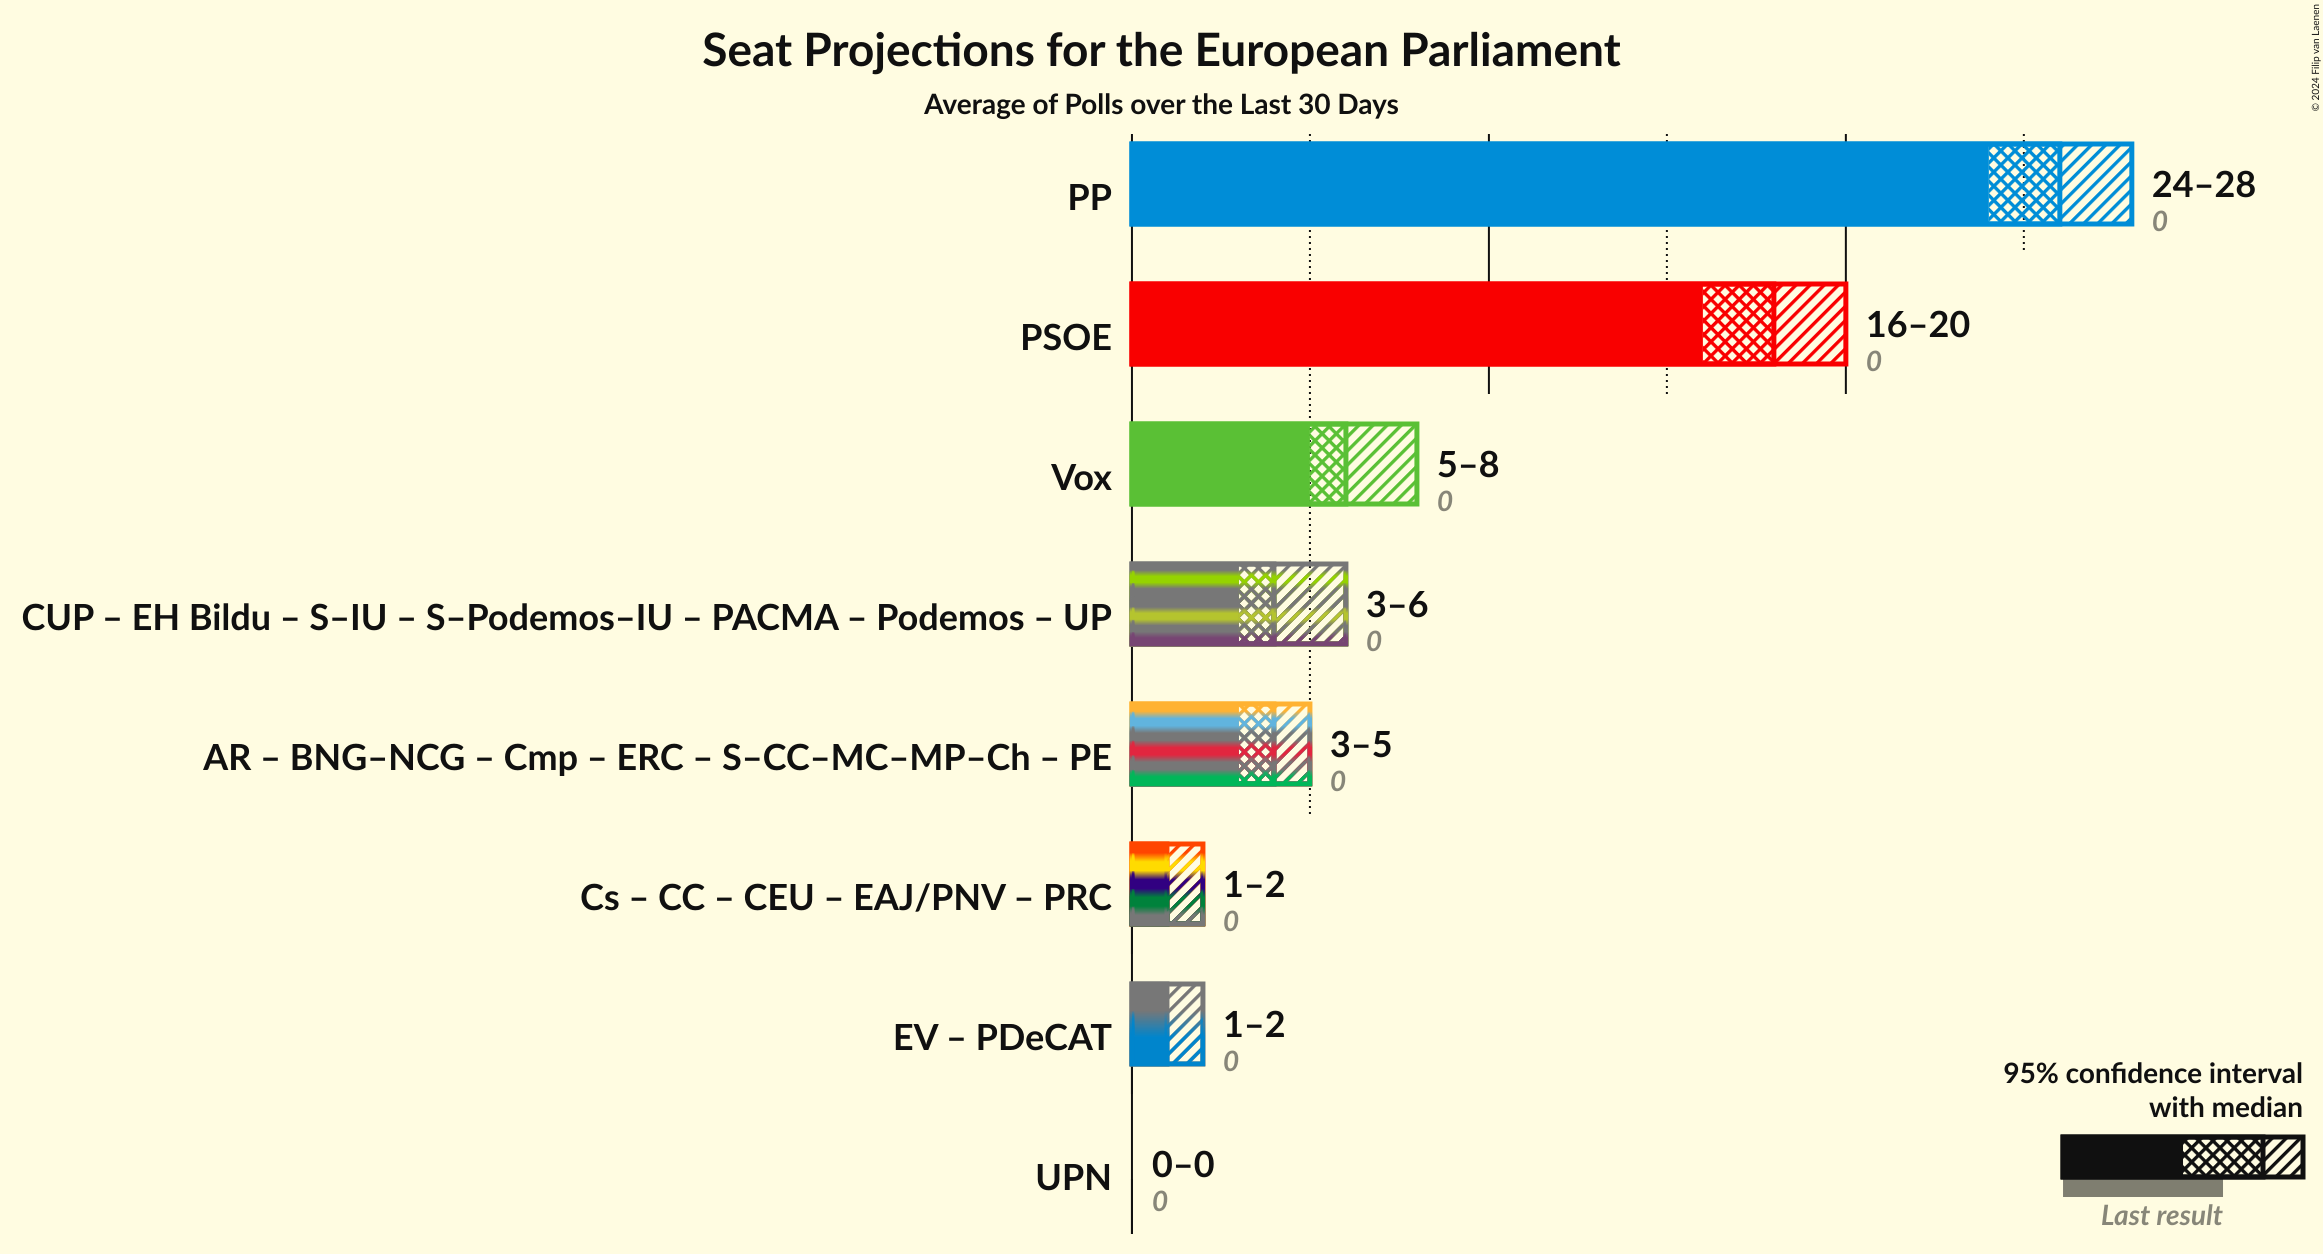 Seat Projections for the European Parliament
Average of Polls over the Last 30 Days
© 2024 Filip van Laenen
PP
24–28
0
PSOE
16–20
0
Vox
5–8
0
CUP – EH Bildu – S–IU – S–Podemos–IU – PACMA – Podemos – UP
3–6
0
AR – BNG–NCG – Cmp – ERC – S–CC–MC–MP–Ch – PE
3–5
0
Cs – CC – CEU – EAJ/PNV – PRC
1–2
0
EV – PDeCAT
1–2
0
UPN
0–0
0
95% confidence interval
with median
Last result